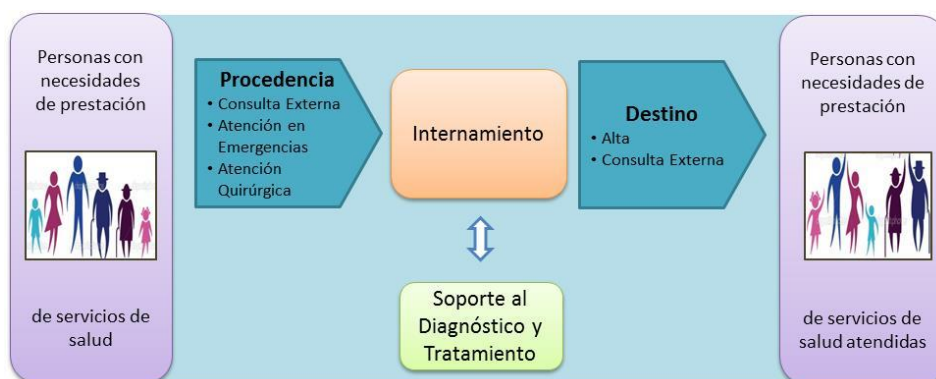 Personas con
necesidades
de prestación
de servicios de
salud
Procedencia
• Consulta Externa
• Atención en
Emergencias
• Atención
Quirúrgica
Internamiento
Soporte al
Diagnóstico y
Tratamiento
Destino
• Alta
• Consulta Externa
Personas con
necesidades de
prestación
de servicios de
salud atendidas